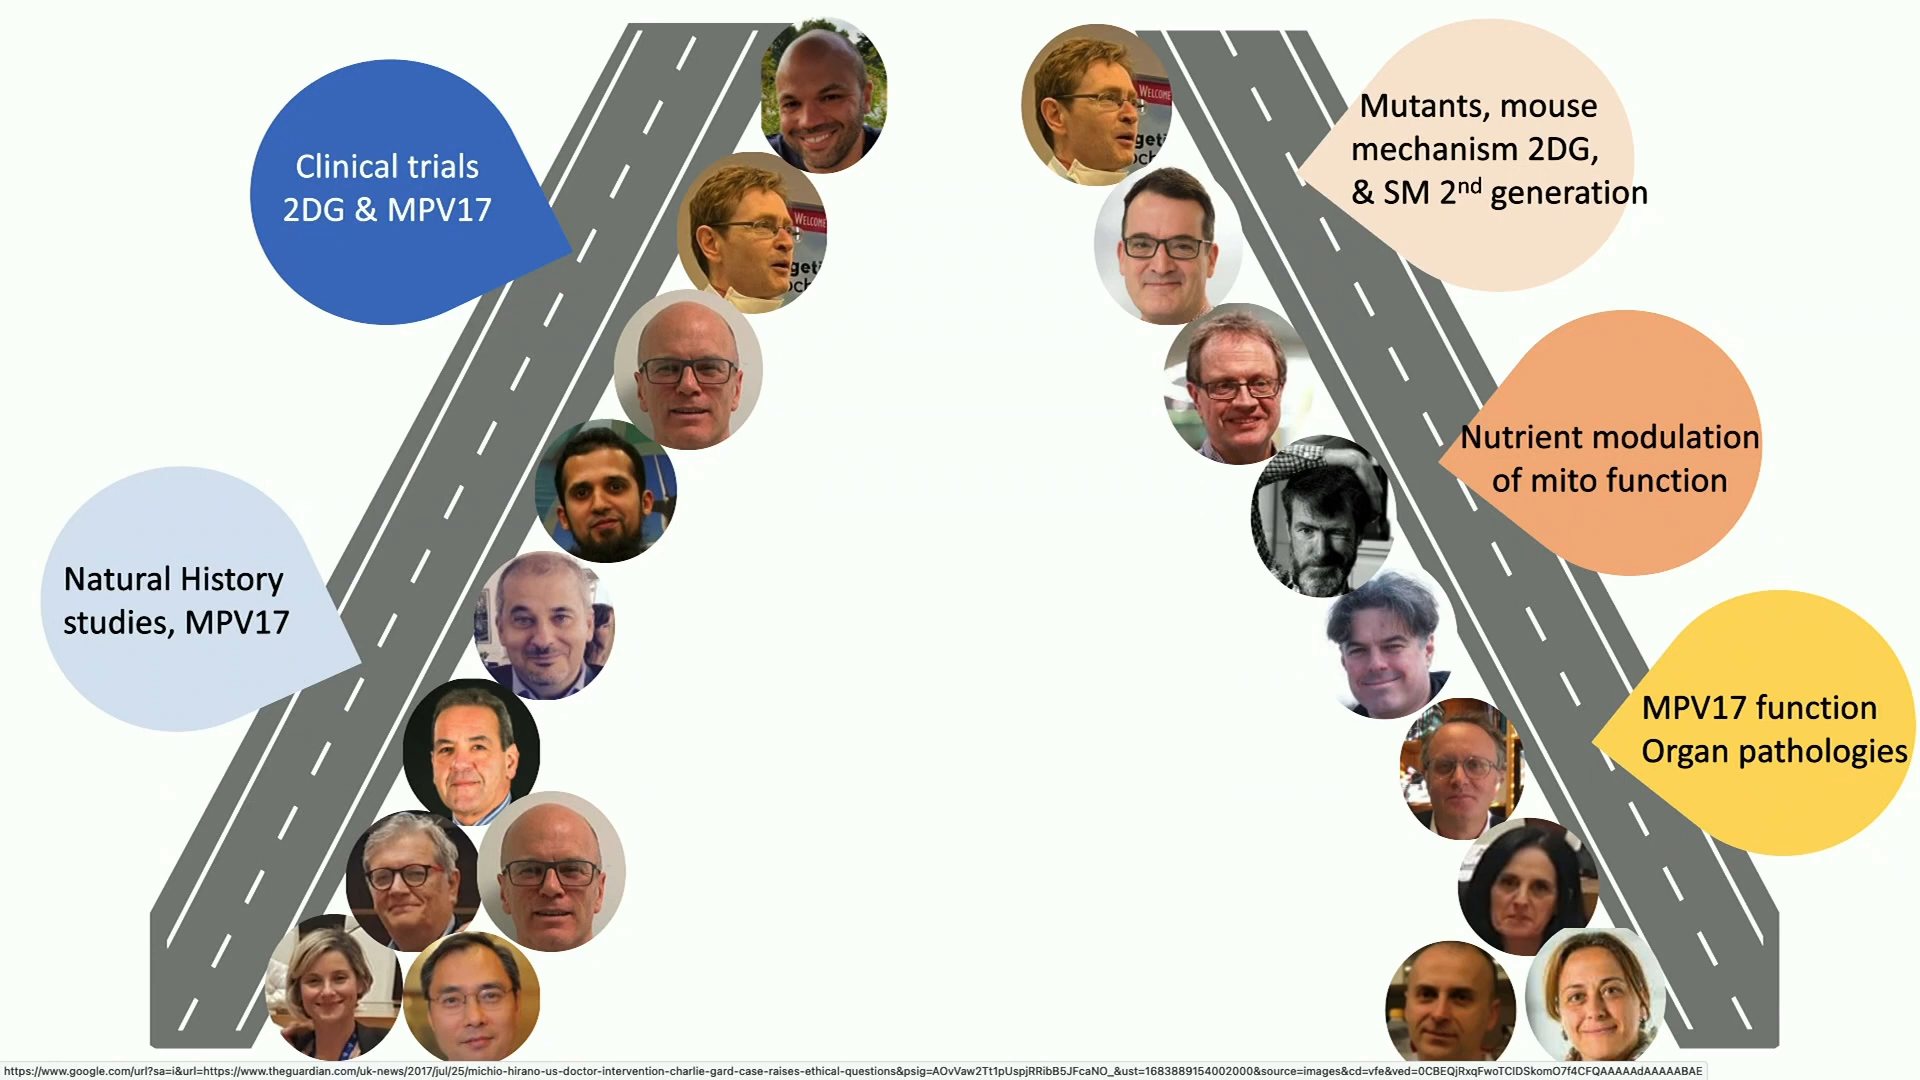 Clinical trials
2DG & MPV17
Natural History
studies, MPV17
Mutants, mouse
mechanism 2DG,
& SM 2nd generation
Nutrient modulation
of mito function
MPV17 function
Organ pathologies
WELCOME
WELCOME
https://www.google.com/url?sa=i&url=https://www.theguardian.com/uk-news/2017/jul/25/michio-hirano-us-doctor-intervention-charlie-gard-case-raises-ethical-questions&psig=AOvVaw2Tt1pUspjRRibB5JFcaNO_&ust=1683889154002000&source=images&cd=vfe&ved=0CBEQjRxqFwoTCIDSkomO7f4CFQAAAAAdAAAAABAE